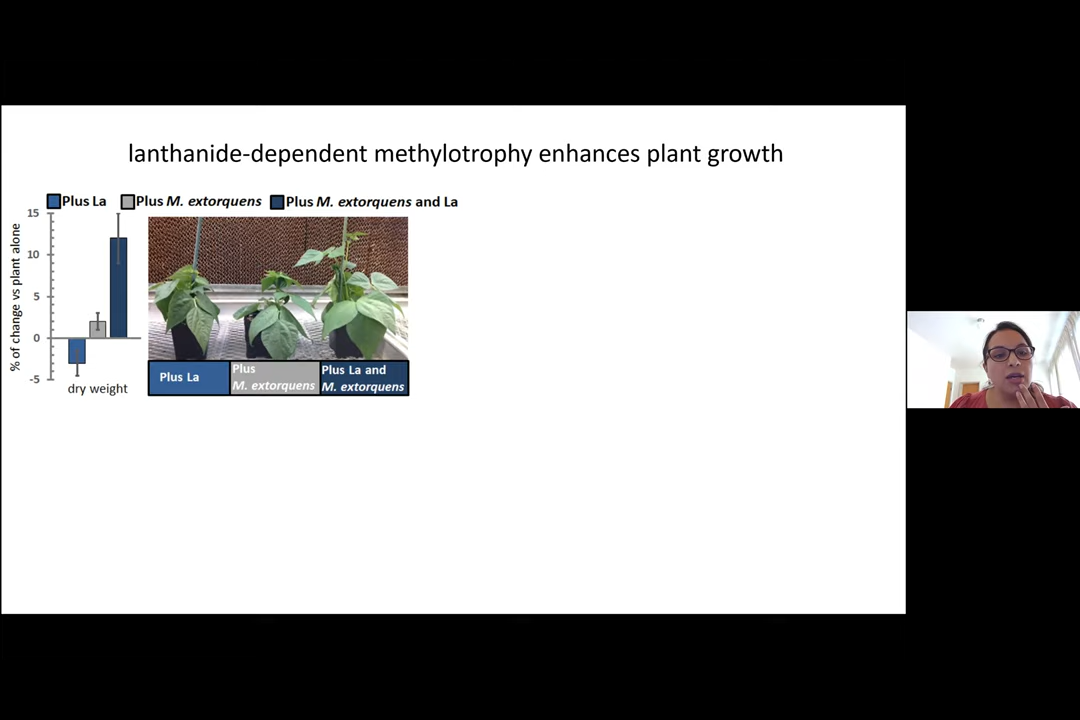 lanthanide-dependent methylotrophy enhances plant growth
Plus La Plus M. extorquens Plus M. extorquens and La
% of change vs plant alone
15
10
5
0
-5
dry weight
Plus La
Plus
M. extorquens
Plus La and
M. extorquens